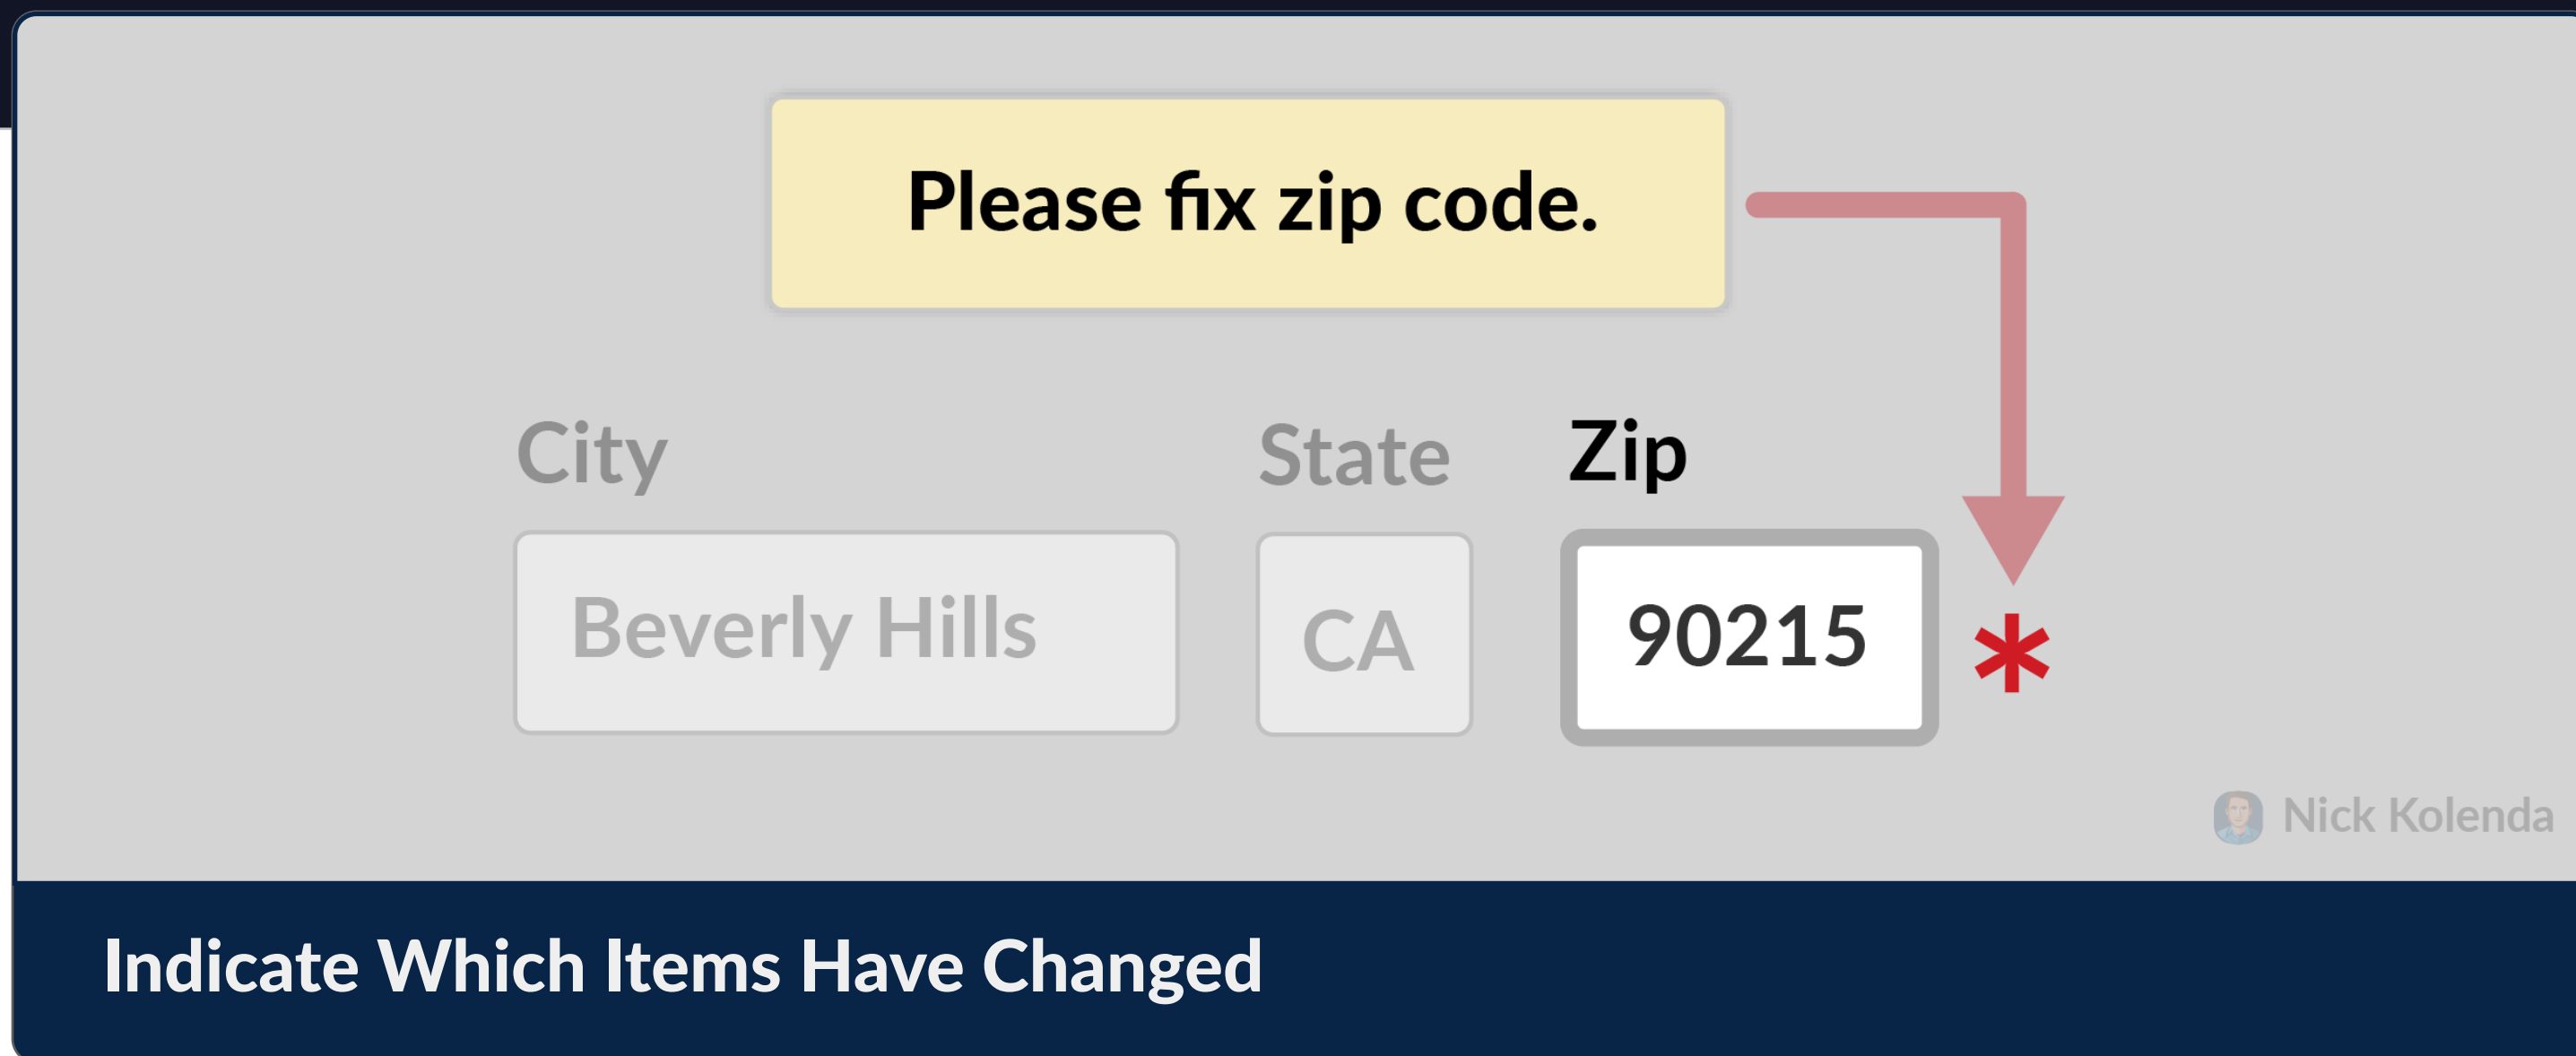 Please fix zip code.
City State Zip
Beverly Hills CA 90215 *
Nick Kolenda
Indicate Which Items Have Changed